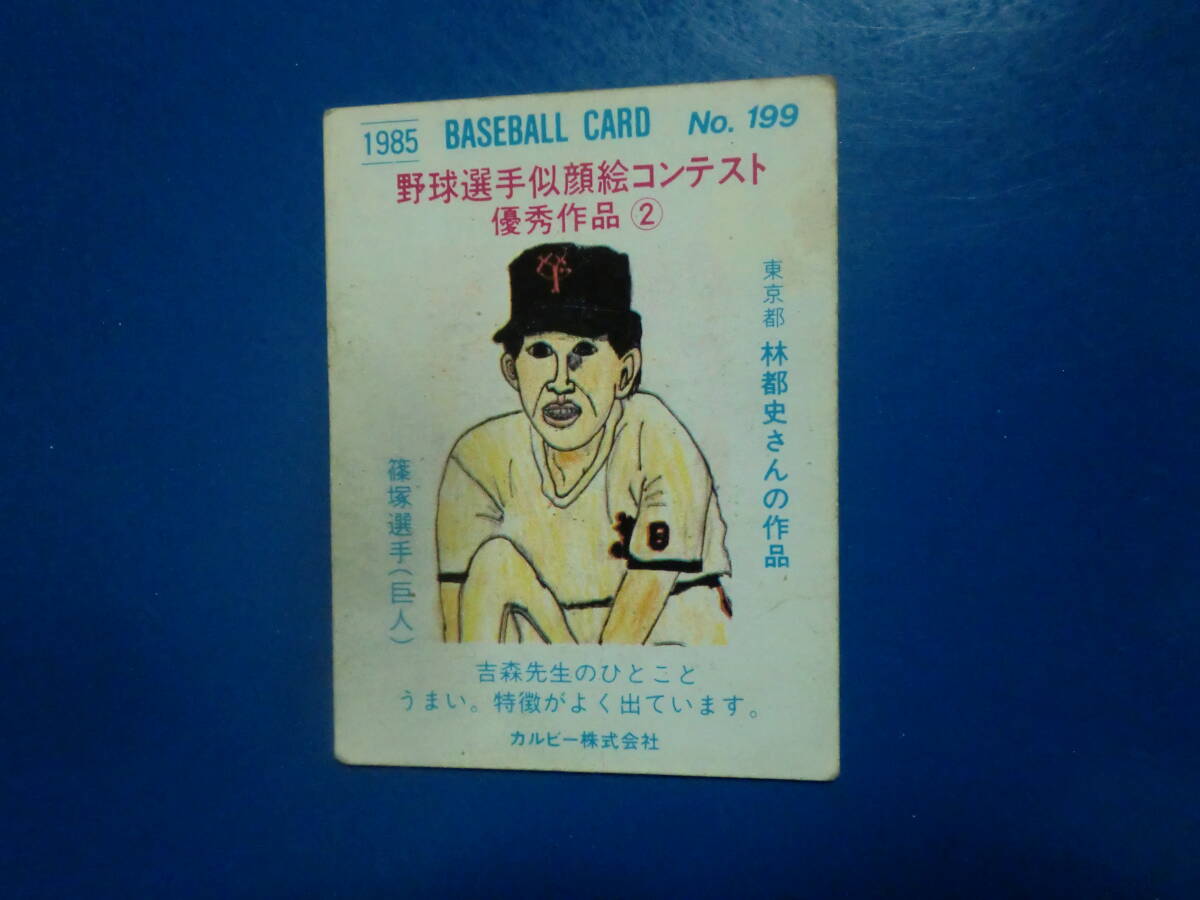 1985 BASEBALL CARD No. 199
野球選手似顔絵コンテスト
優秀作品②
東京都 林都史さんの作品
篠塚選手(巨人)
吉森先生のひとこと
うまい。特徴がよく出ています。
カルビー株式会社